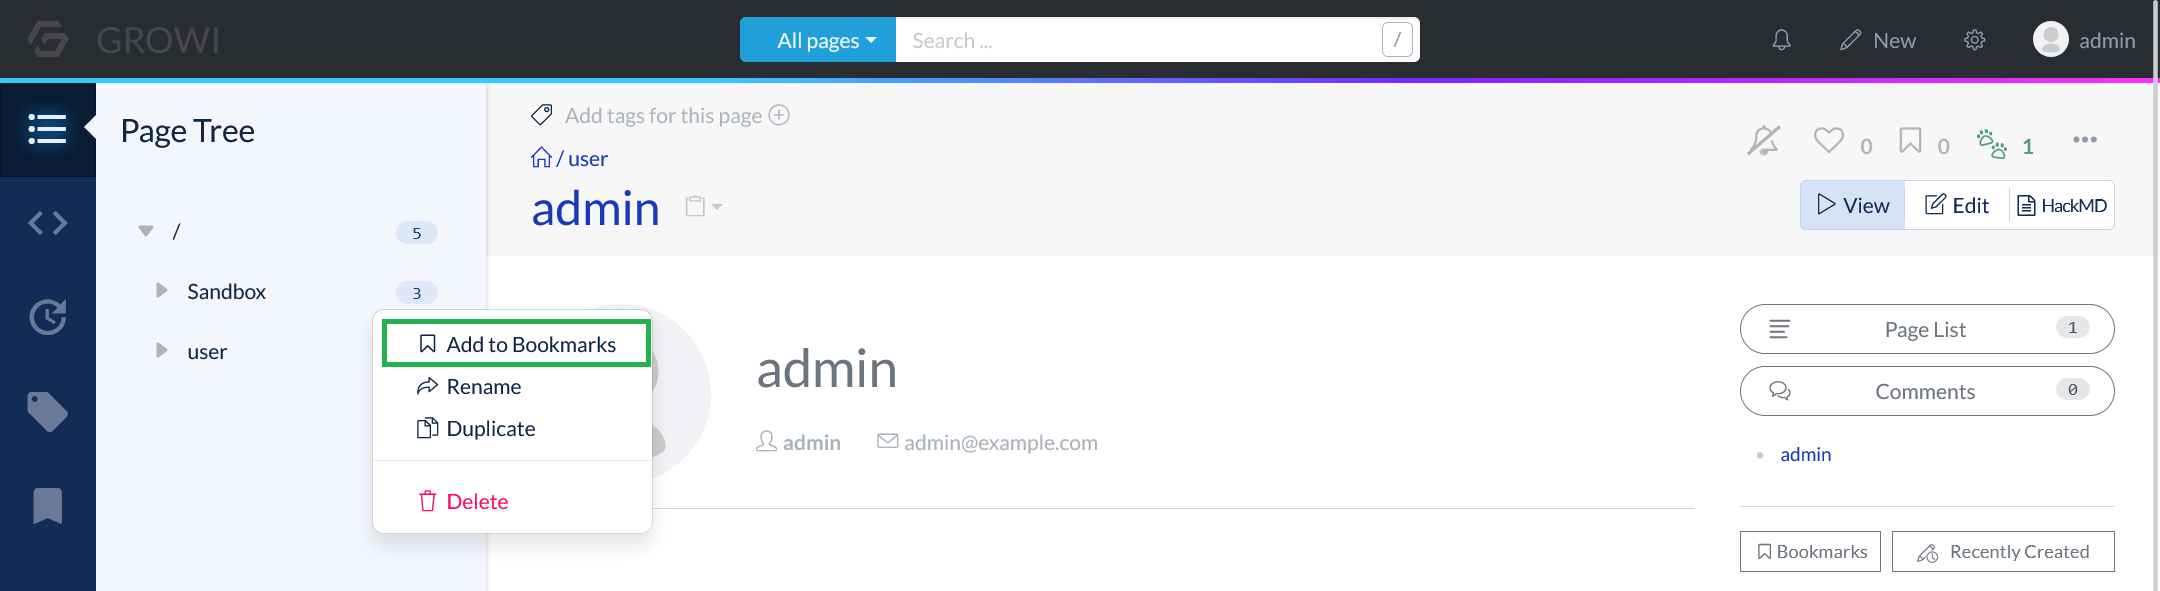 GROWI
All pages
Search ...
/
New
admin
Page Tree
/
5
Sandbox
3
user
Add to Bookmarks
Rename
Duplicate
Delete
Add tags for this page
/ user
admin
0
0
1
View
Edit
HackMD
admin
admin
admin@example.com
Page List
1
Comments
0
admin
Bookmarks
Recently Created